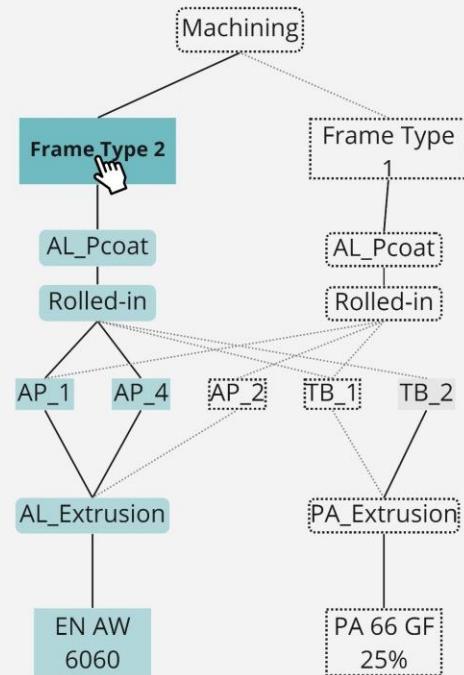 Machining
Frame Type 2
Frame Type
1
AL_Pcoat
AL_Pcoat
Rolled-in
Rolled-in
AP_1
AP_4
AP_2
TB_1
TB_2
AL_Extrusion
PA_Extrusion
EN AW
6060
PA 66 GF
25%